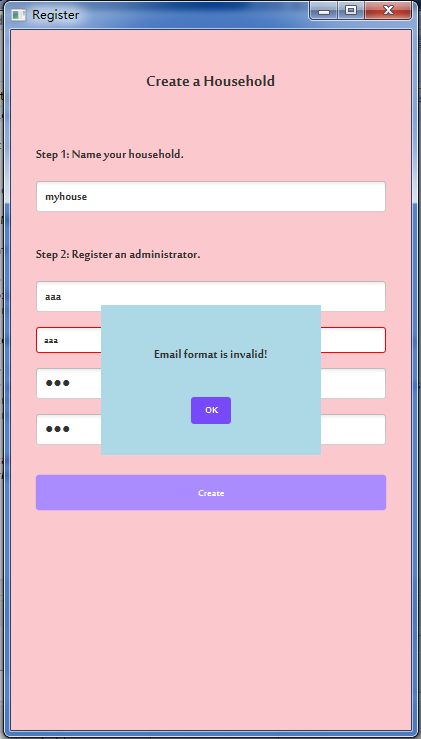 Register
Create a Household
Step 1: Name your household.
myhouse
Step 2: Register an administrator.
aaa
aaa
Email format is invalid!
OK
●●●
●●●
Create